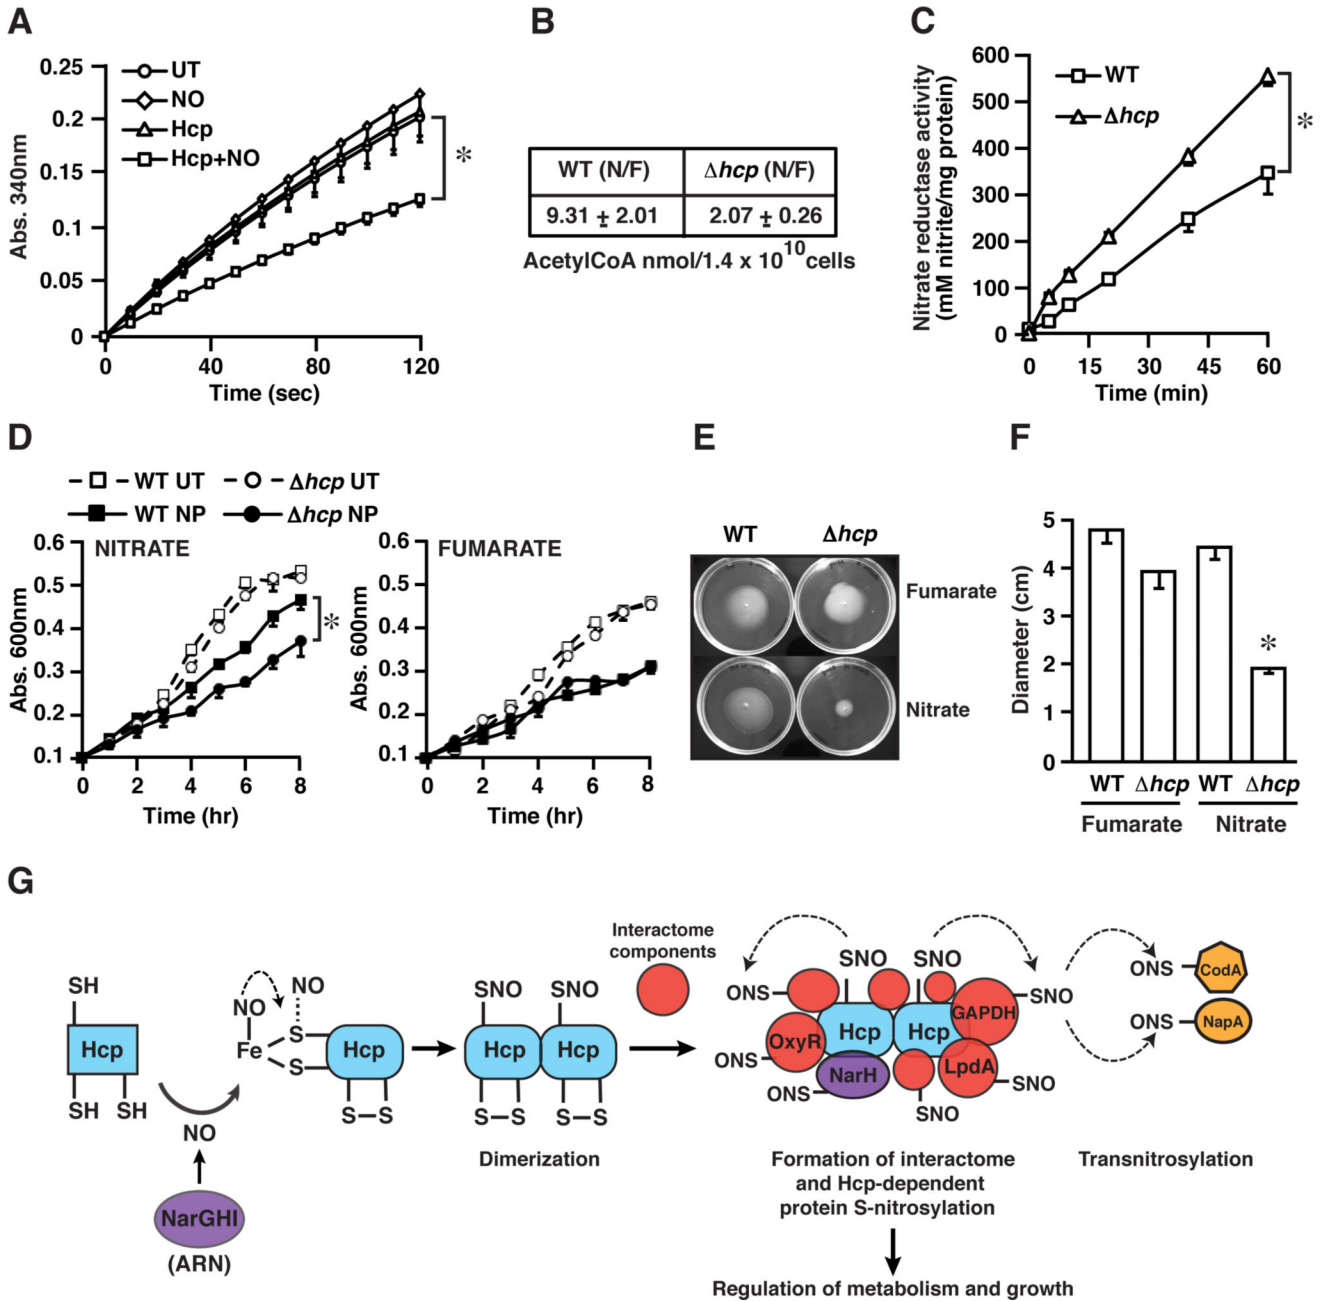 A
0.25
0.2
0.15
0.1
0.05
0
Abs. 340nm
UT
NO
Hcp
Hcp+NO
*
0 40 80 120
Time (sec)
B
WT (N/F) Δhcp (N/F)
9.31 ± 2.01 2.07 ± 0.26
AcetylCoA nmol/1.4 x 10¹⁰ cells
C
600
500
400
300
200
100
0
Nitrate reductase activity
(mM nitrite/mg protein)
WT
Δhcp
*
0 15 30 45 60
Time (min)
D
WT UT Δhcp UT
WT NP Δhcp NP
NITRATE
0.6
0.5
0.4
0.3
0.2
0.1
Abs. 600nm
*
0 2 4 6 8
Time (hr)
FUMARATE
0.6
0.5
0.4
0.3
0.2
0.1
Abs. 600nm
0 2 4 6 8
Time (hr)
E
WT Δhcp
Fumarate
Nitrate
F
5
4
3
2
1
0
Diameter (cm)
*
WT Δhcp WT Δhcp
Fumarate Nitrate
G
SH
Hcp
SH SH
NO
NarGHI
(ARN)
NO NO
Fe S
S
Hcp
S–S
SNO SNO
Hcp Hcp
S–S S–S
Dimerization
Interactome
components
SNO SNO
ONS SNO
Hcp Hcp GAPDH
OxyR
ONS NarH LpdA
ONS SNO
SNO
Formation of interactome
and Hcp-dependent
protein S-nitrosylation
Regulation of metabolism and growth
ONS CodA
ONS NapA
Transnitrosylation